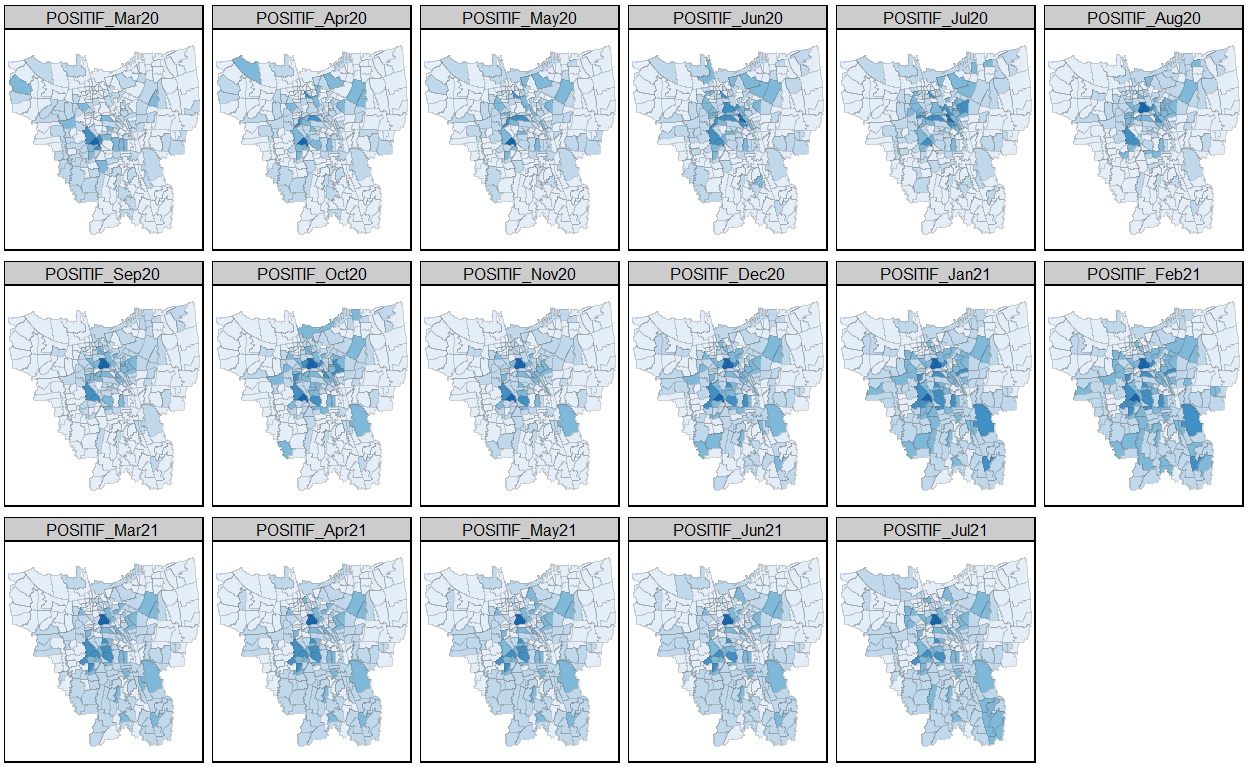 POSITIF_Mar20
POSITIF_Apr20
POSITIF_May20
POSITIF_Jun20
POSITIF_Jul20
POSITIF_Aug20
POSITIF_Sep20
POSITIF_Oct20
POSITIF_Nov20
POSITIF_Dec20
POSITIF_Jan21
POSITIF_Feb21
POSITIF_Mar21
POSITIF_Apr21
POSITIF_May21
POSITIF_Jun21
POSITIF_Jul21